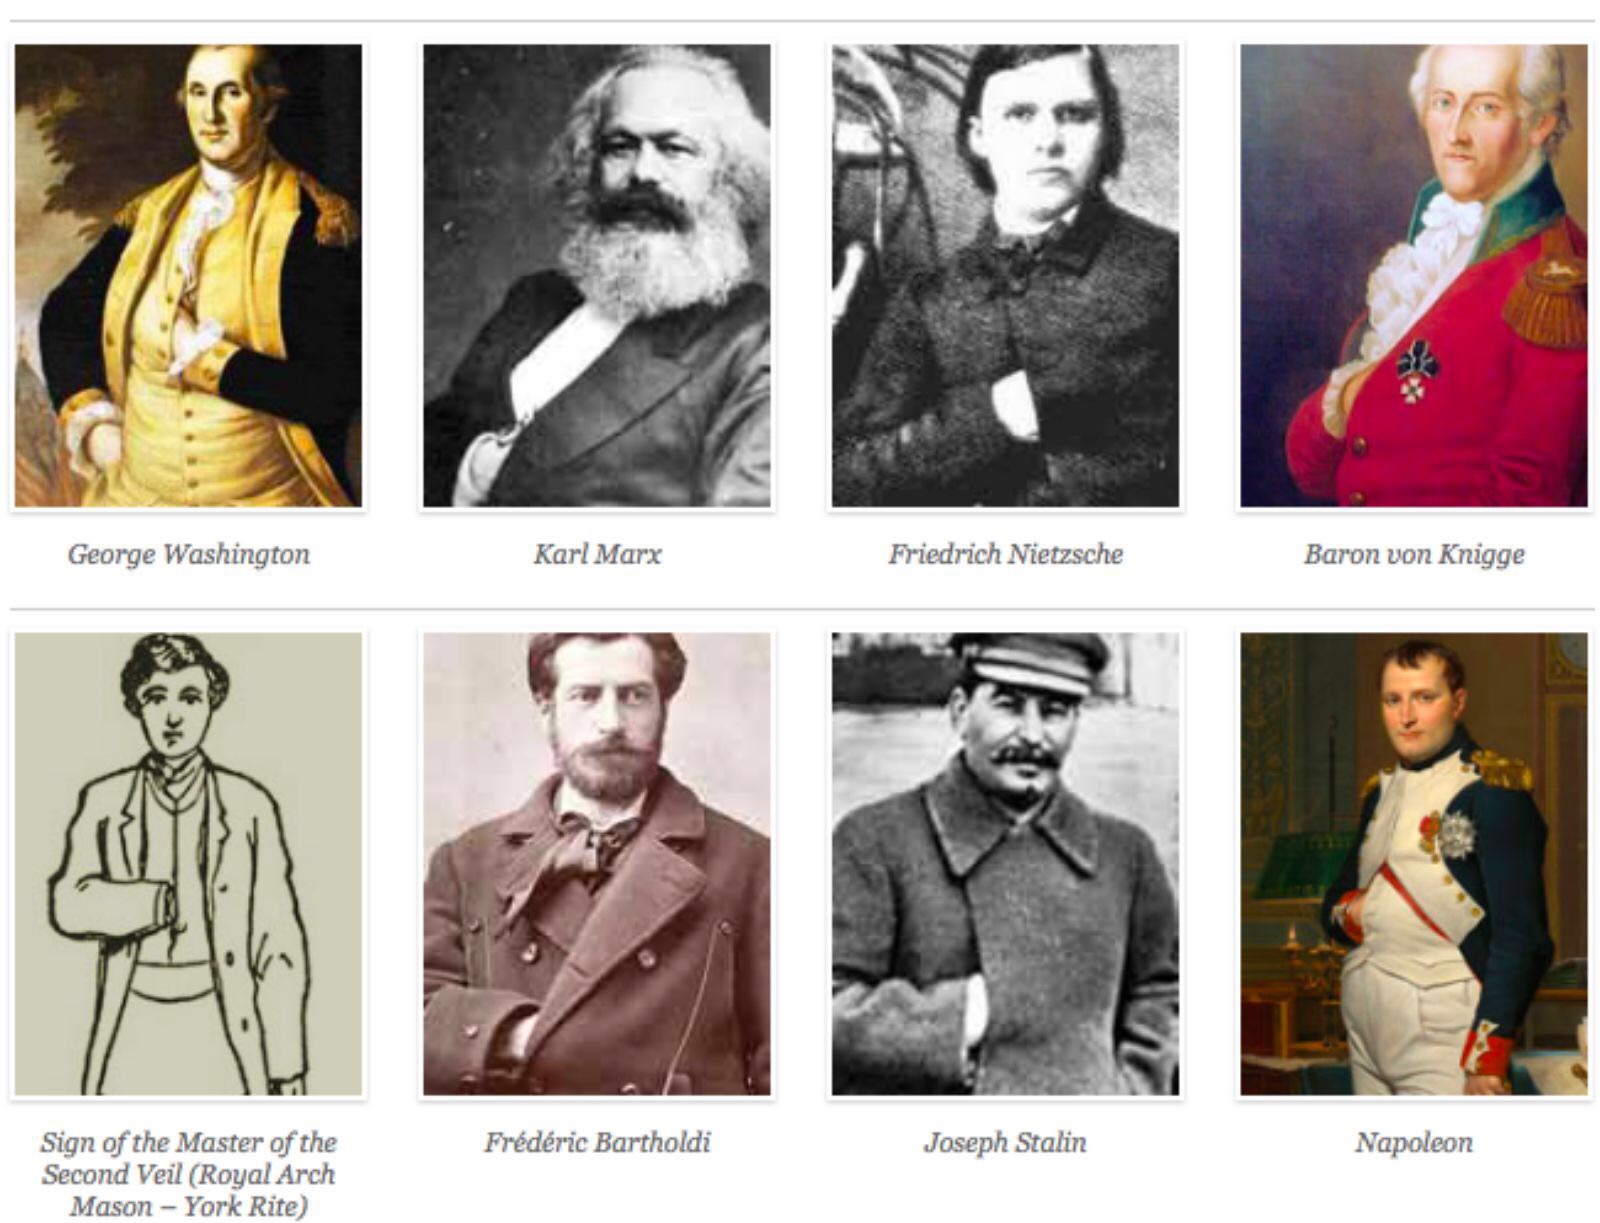 George Washington
Karl Marx
Friedrich Nietzsche
Baron von Knigge
Sign of the Master of the
Second Veil (Royal Arch
Mason – York Rite)
Frédéric Bartholdi
Joseph Stalin
Napoleon